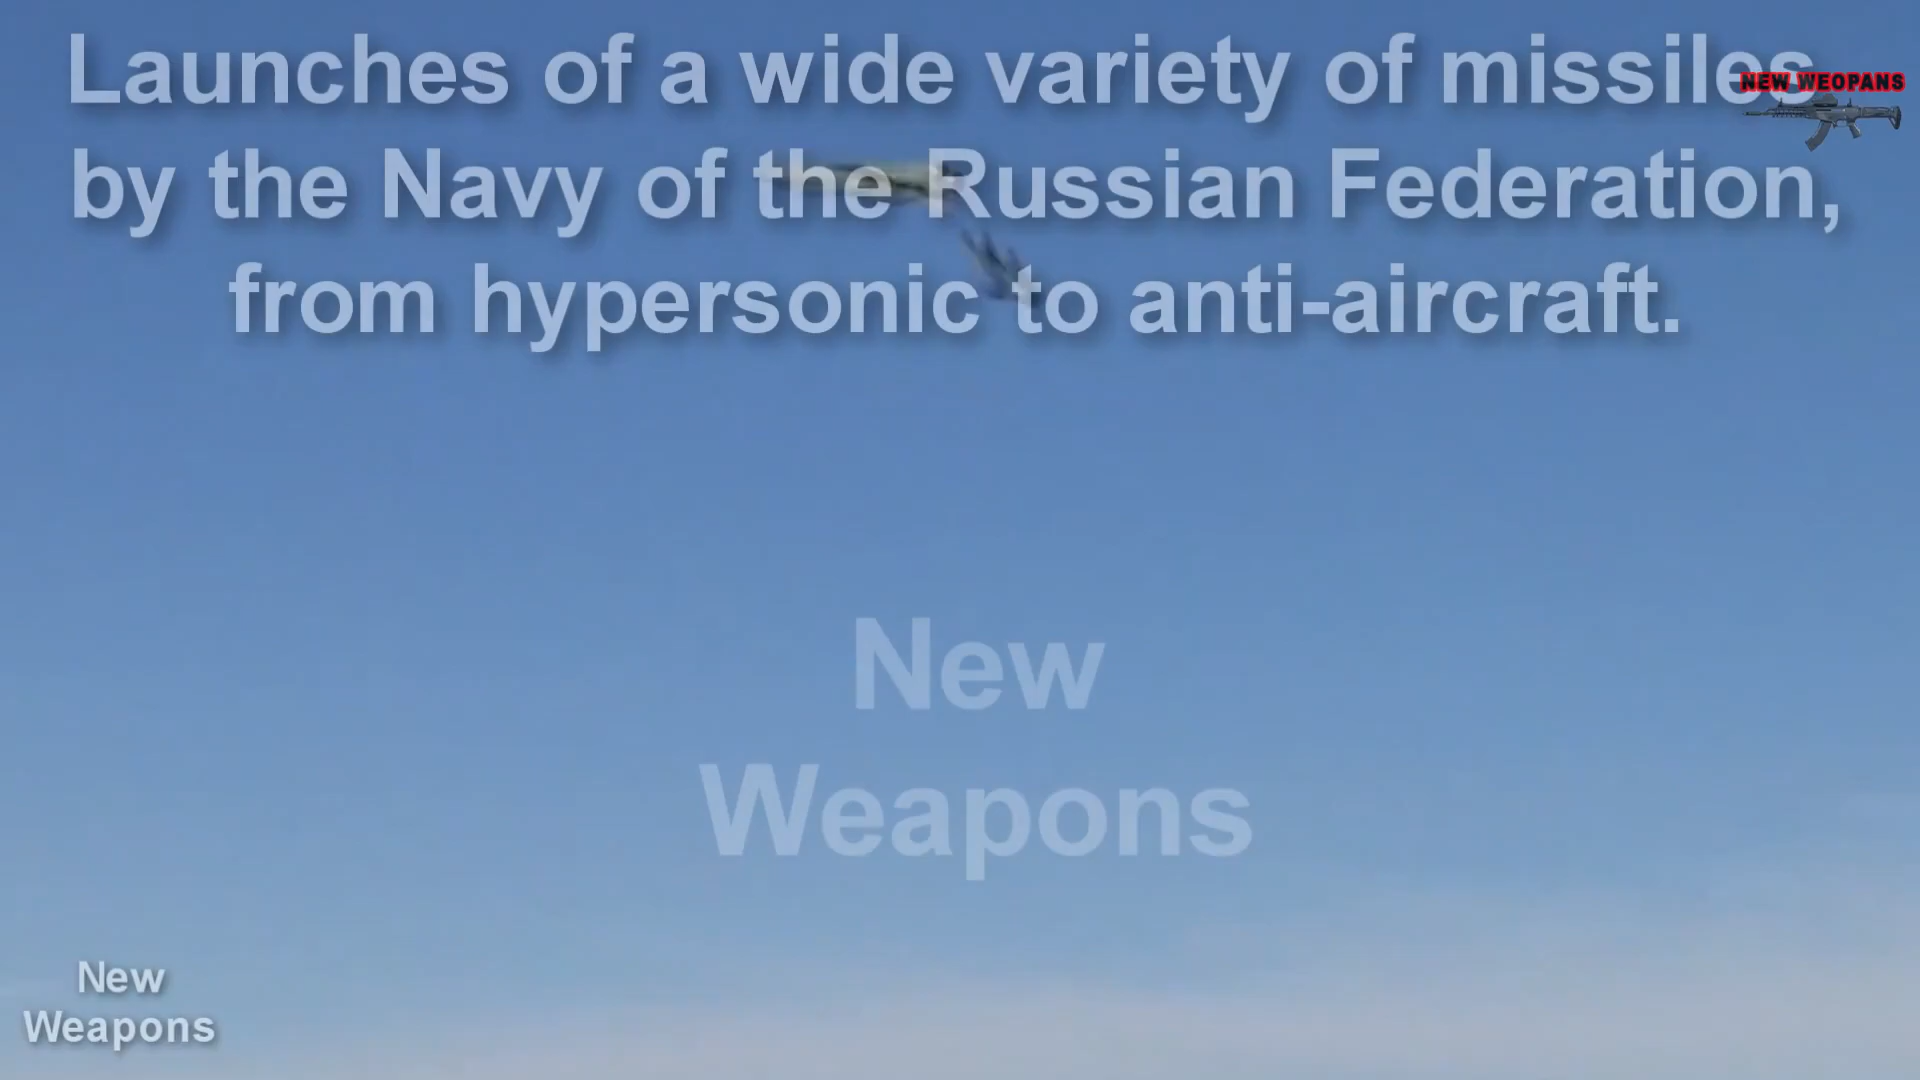 Launches of a wide variety of missiles
NEW WEOPANS
by the Navy of the Russian Federation,
from hypersonic to anti-aircraft.
New
Weapons
New
Weapons